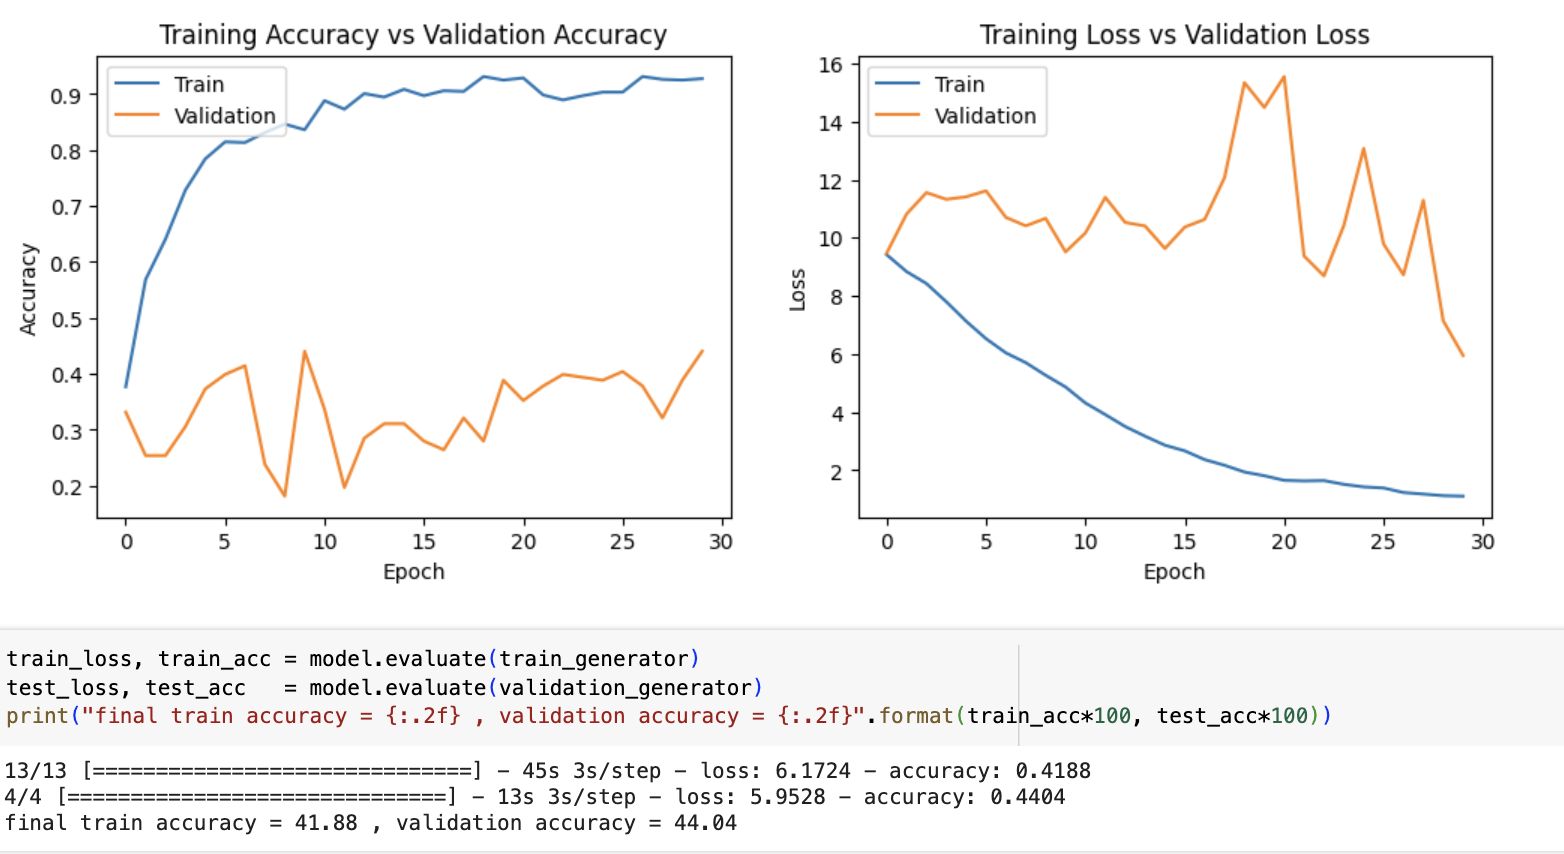 Training Accuracy vs Validation Accuracy
Train
Validation
0.9
0.8
0.7
0.6
0.5
0.4
0.3
0.2
Accuracy
0 5 10 15 20 25 30
Epoch
Training Loss vs Validation Loss
Train
Validation
16
14
12
10
8
6
4
2
Loss
0 5 10 15 20 25 30
Epoch
train_loss, train_acc = model.evaluate(train_generator)
test_loss, test_acc   = model.evaluate(validation_generator)
print("final train accuracy = {:.2f} , validation accuracy = {:.2f}".format(train_acc*100, test_acc*100))
13/13 [==============================] - 45s 3s/step - loss: 6.1724 - accuracy: 0.4188
4/4 [==============================] - 13s 3s/step - loss: 5.9528 - accuracy: 0.4404
final train accuracy = 41.88 , validation accuracy = 44.04